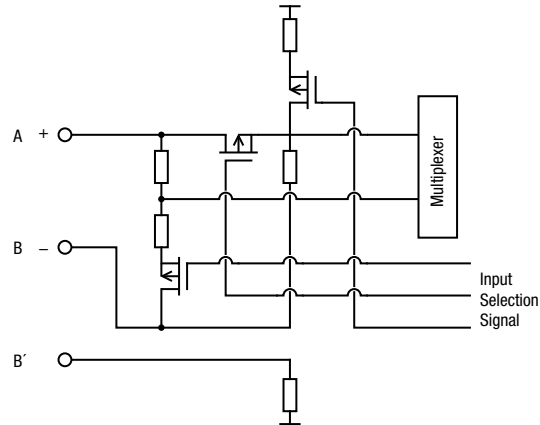 A +
Multiplexer
B −
Input
Selection
Signal
B′